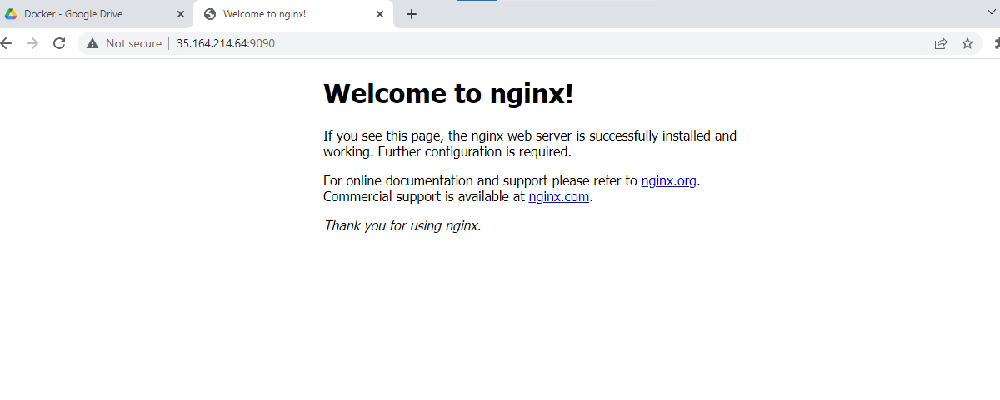 Docker - Google Drive
Welcome to nginx!
Not secure
35.164.214.64:9090
Welcome to nginx!
If you see this page, the nginx web server is successfully installed and
working. Further configuration is required.
For online documentation and support please refer to nginx.org.
Commercial support is available at nginx.com.
Thank you for using nginx.